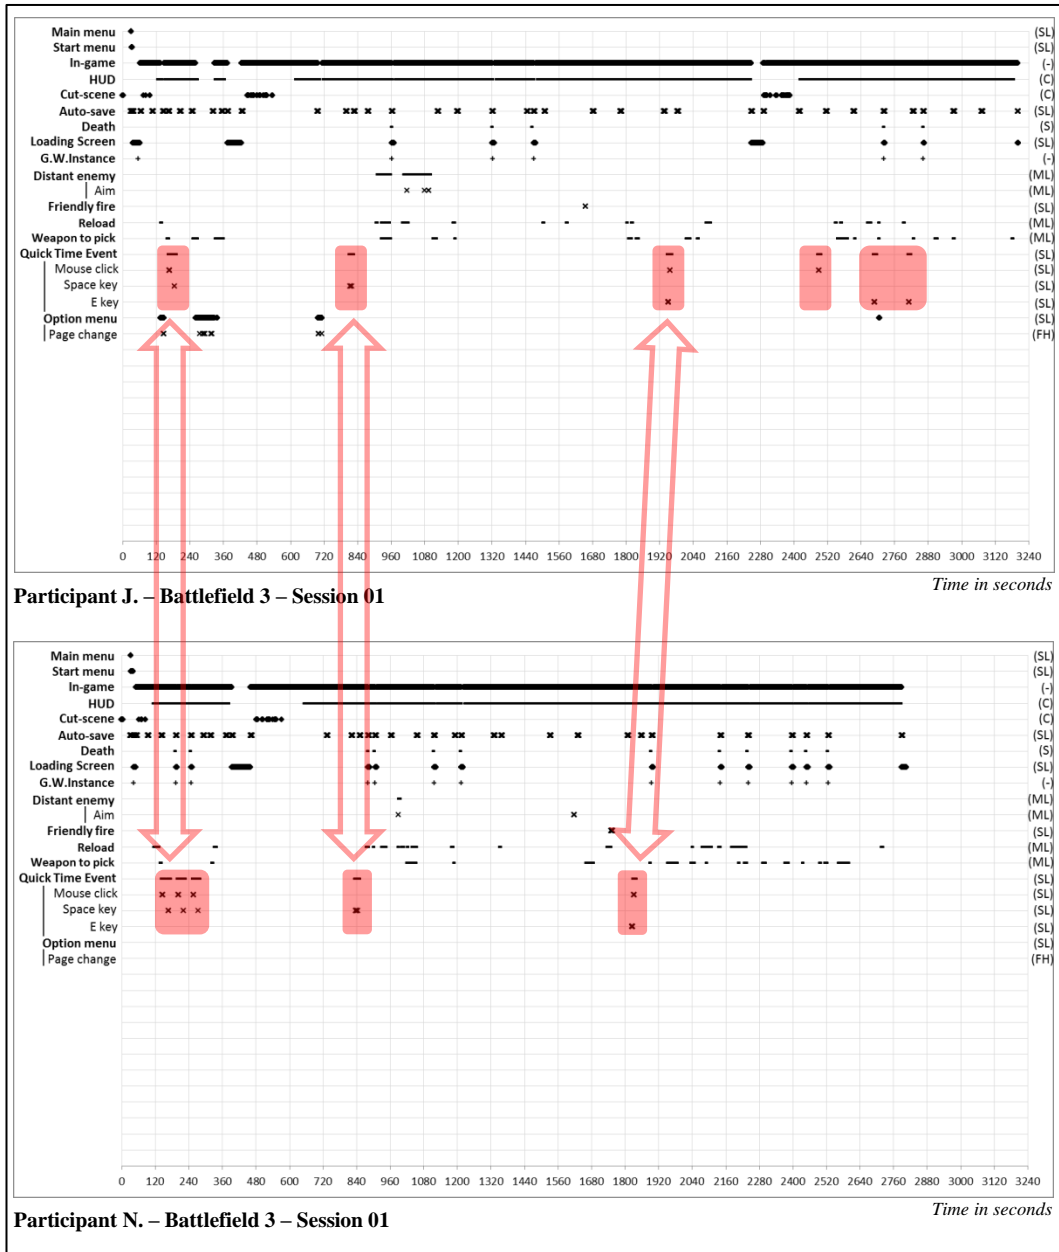 Main menu (SL)
Start menu (SL)
In-game (-)
HUD (C)
Cut-scene (C)
Auto-save (SL)
Death (S)
Loading Screen (SL)
G.W.Instance (-)
Distant enemy (ML)
Aim (ML)
Friendly fire (SL)
Reload (ML)
Weapon to pick (ML)
Quick Time Event (SL)
Mouse click (SL)
Space key (SL)
E key (SL)
Option menu (SL)
Page change (FH)
0 120 240 360 480 600 720 840 960 1080 1200 1320 1440 1560 1680 1800 1920 2040 2160 2280 2400 2520 2640 2760 2880 3000 3120 3240
Time in seconds
Participant J. – Battlefield 3 – Session 01
Main menu (SL)
Start menu (SL)
In-game (-)
HUD (C)
Cut-scene (C)
Auto-save (SL)
Death (S)
Loading Screen (SL)
G.W.Instance (-)
Distant enemy (ML)
Aim (ML)
Friendly fire (SL)
Reload (ML)
Weapon to pick (ML)
Quick Time Event (SL)
Mouse click (SL)
Space key (SL)
E key (SL)
Option menu (SL)
Page change (FH)
0 120 240 360 480 600 720 840 960 1080 1200 1320 1440 1560 1680 1800 1920 2040 2160 2280 2400 2520 2640 2760 2880 3000 3120 3240
Time in seconds
Participant N. – Battlefield 3 – Session 01